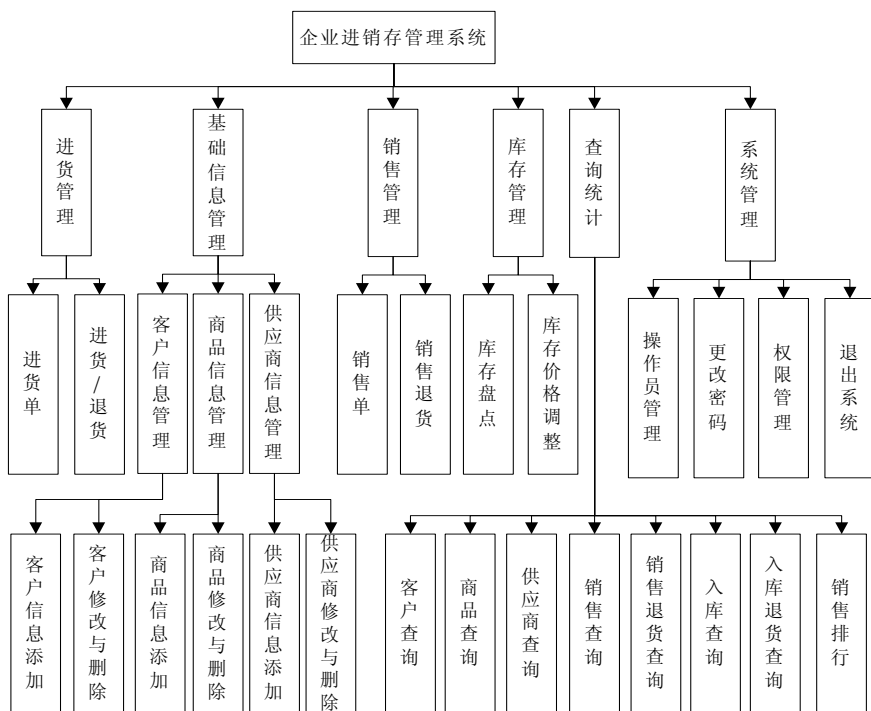 企业进销存管理系统
进货管理
基础信息管理
销售管理
库存管理
查询统计
系统管理
进货单
进货/退货
客户信息管理
商品信息管理
供应商信息管理
销售单
销售退货
库存盘点
库存价格调整
操作员管理
更改密码
权限管理
退出系统
客户信息添加
客户修改与删除
商品信息添加
商品修改与删除
供应商信息添加
供应商修改与删除
客户查询
商品查询
供应商查询
销售查询
销售退货查询
入库查询
入库退货查询
销售排行